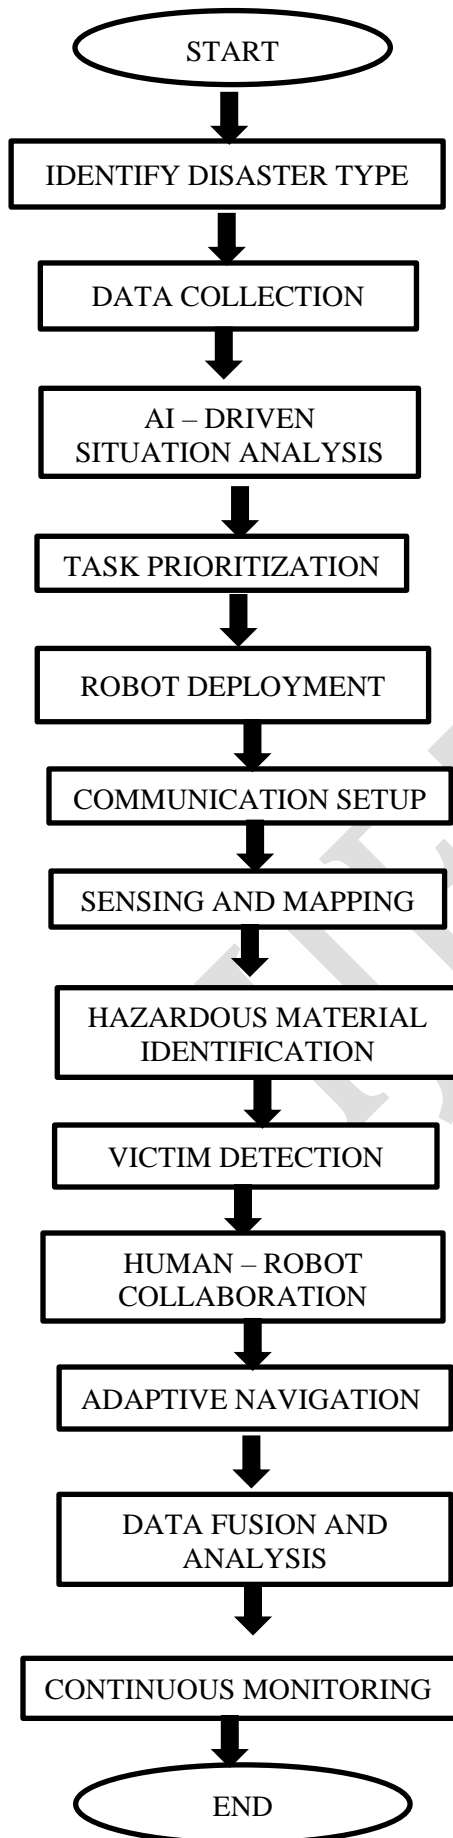 START
IDENTIFY DISASTER TYPE
DATA COLLECTION
AI – DRIVEN
SITUATION ANALYSIS
TASK PRIORITIZATION
ROBOT DEPLOYMENT
COMMUNICATION SETUP
SENSING AND MAPPING
HAZARDOUS MATERIAL
IDENTIFICATION
VICTIM DETECTION
HUMAN – ROBOT
COLLABORATION
ADAPTIVE NAVIGATION
DATA FUSION AND
ANALYSIS
CONTINUOUS MONITORING
END